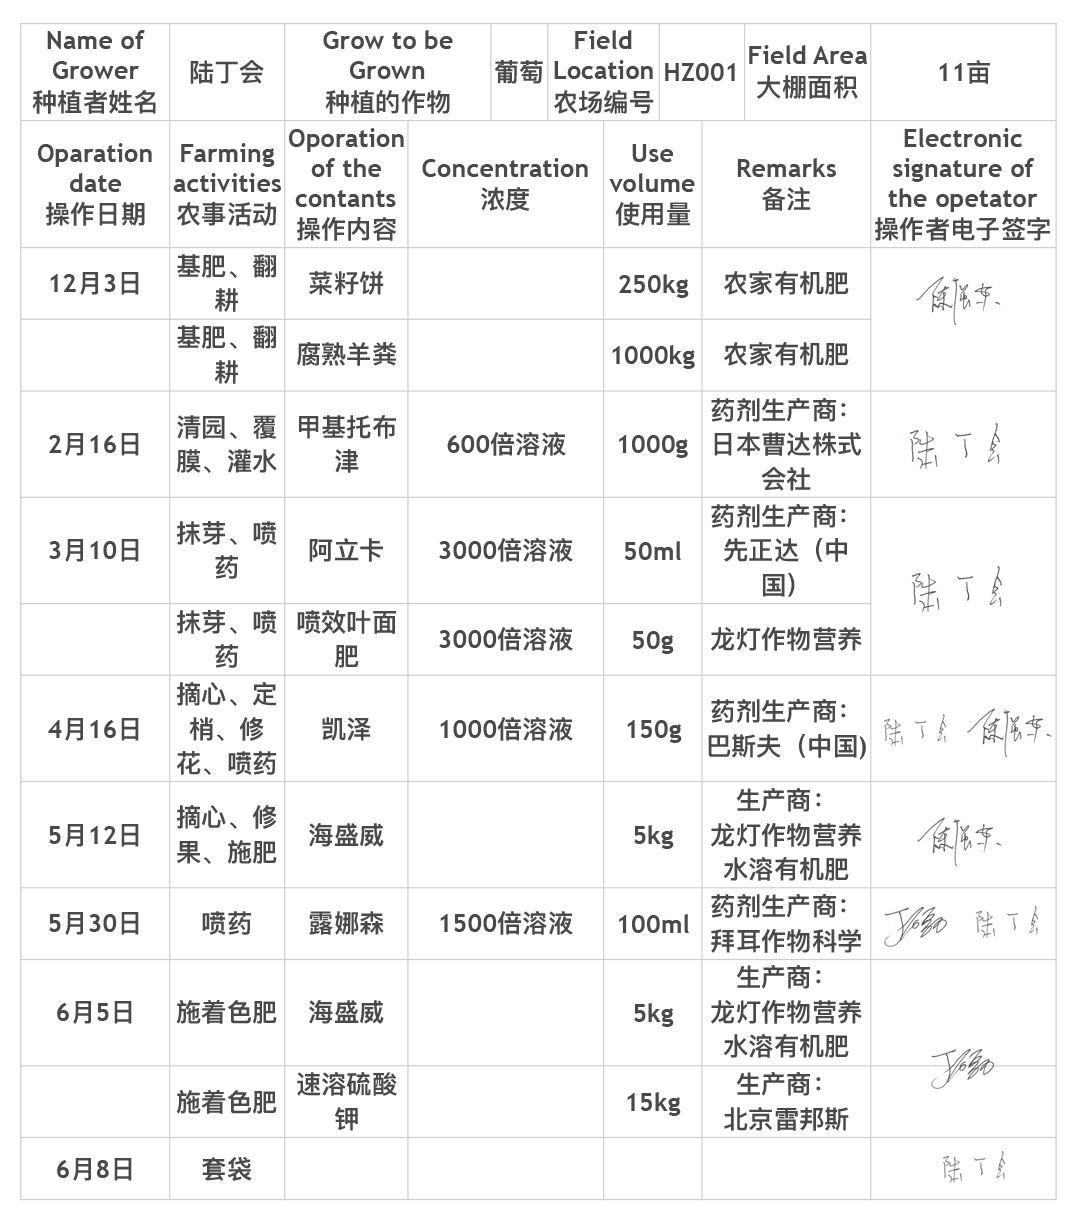 Name of
Grower
种植者姓名
陆丁会
Grow to be
Grown
种植的作物
葡萄
Field
Location
农场编号
HZ001
Field Area
大棚面积
11亩
Oparation
date
操作日期
Farming
activities
农事活动
Oporation
of the
contants
操作内容
Concentration
浓度
Use
volume
使用量
Remarks
备注
Electronic
signature of
the opetator
操作者电子签字
12月3日
基肥、翻
耕
菜籽饼
250kg
农家有机肥
基肥、翻
耕
腐熟羊粪
1000kg
农家有机肥
2月16日
清园、覆
膜、灌水
甲基托布
津
600倍溶液
1000g
药剂生产商：
日本曹达株式
会社
陆丁会
3月10日
抹芽、喷
药
阿立卡
3000倍溶液
50ml
药剂生产商：
先正达（中
国）
陆丁会
抹芽、喷
药
喷效叶面
肥
3000倍溶液
50g
龙灯作物营养
4月16日
摘心、定
梢、修
花、喷药
凯泽
1000倍溶液
150g
药剂生产商：
巴斯夫（中国）
陆丁会
5月12日
摘心、修
果、施肥
海盛威
5kg
生产商：
龙灯作物营养
水溶有机肥
5月30日
喷药
露娜森
1500倍溶液
100ml
药剂生产商：
拜耳作物科学
陆丁会
6月5日
施着色肥
海盛威
5kg
生产商：
龙灯作物营养
水溶有机肥
施着色肥
速溶硫酸
钾
15kg
生产商：
北京雷邦斯
6月8日
套袋
陆丁会